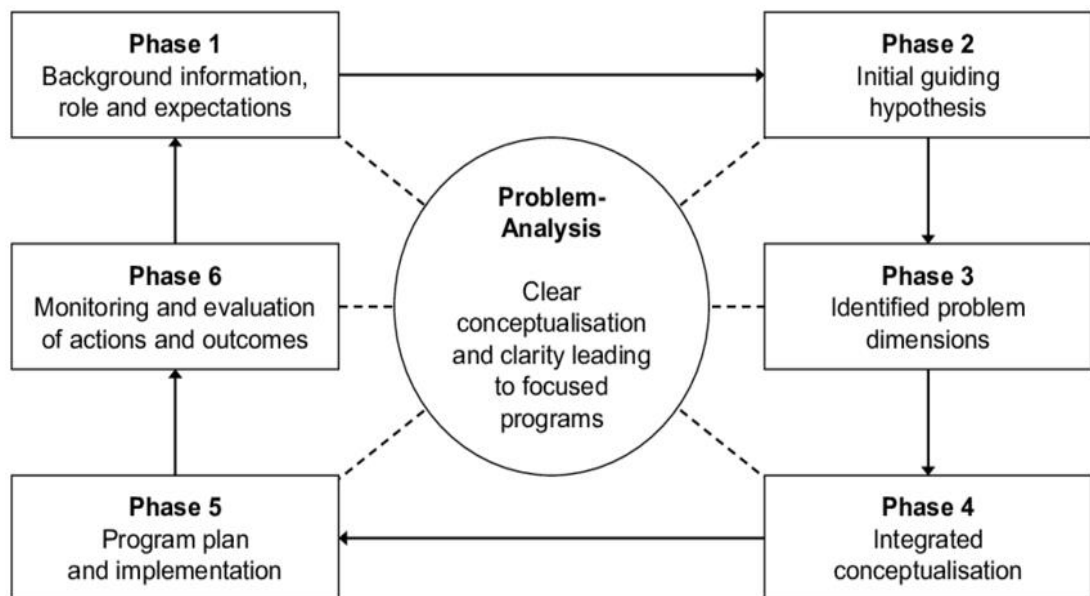 Phase 1
Background information,
role and expectations
Phase 2
Initial guiding
hypothesis
Problem-
Analysis
Clear
conceptualisation
and clarity leading
to focused
programs
Phase 6
Monitoring and evaluation
of actions and outcomes
Phase 3
Identified problem
dimensions
Phase 5
Program plan
and implementation
Phase 4
Integrated
conceptualisation